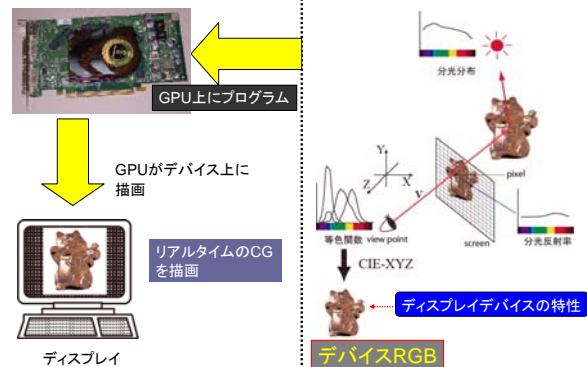 GPU上にプログラム
GPUがデバイス上に
描画
リアルタイムのCG
を描画
ディスプレイ
分光分布
Y
X
Z
V
pixel
等色関数
view point
screen
分光反射率
CIE-XYZ
ディスプレイデバイスの特性
デバイスRGB